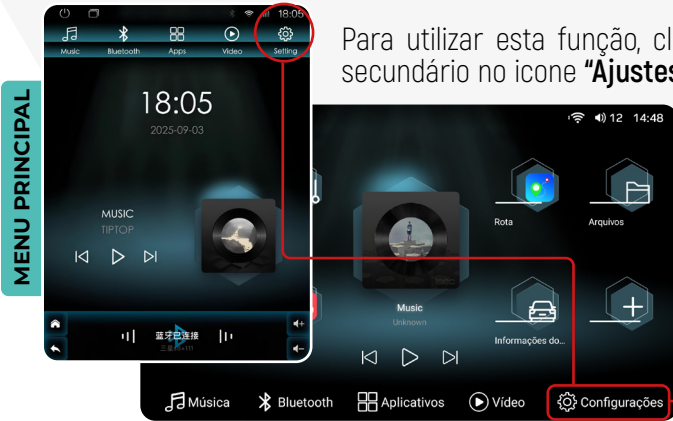 MENU PRINCIPAL
18:05
Music
Bluetooth
Apps
Video
Setting
18:05
2025-09-03
MUSIC
TIPTOP
蓝牙已连接
Para utilizar esta função, cl
secundário no icone "Ajustes
12 14:48
Rota
Arquivos
Music
Unknown
Informações do...
Música
Bluetooth
Aplicativos
Vídeo
Configurações